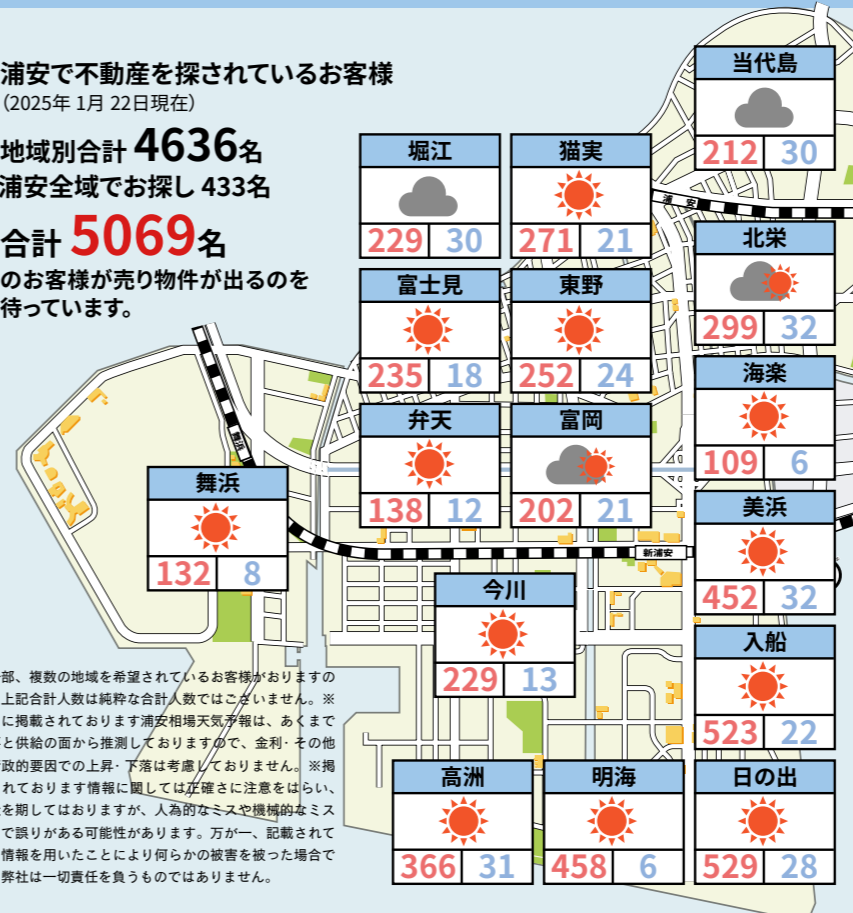 浦安で不動産を探されているお客様
（2025年 1月 22日現在）
地域別合計 4636名
浦安全域でお探し 433名
合計 5069名
のお客様が売り物件が出るのを
待っています。
当代島
212 30
堀江
229 30
猫実
271 21
浦 安
北栄
299 32
富士見
235 18
東野
252 24
海楽
109 6
弁天
138 12
富岡
202 21
舞浜
舞浜
132 8
美浜
452 32
新浦安
今川
229 13
入船
523 22
高洲
366 31
明海
458 6
日の出
529 28
部、複数の地域を希望されているお客様がおりますの
上記合計人数は純粋な合計人数ではございません。※
に掲載されております浦安相場天気予報は、あくまで
と供給の面から推測しておりますので、金利・その他
政的要因での上昇・下落は考慮しておりません。※掲
れております情報に関しては正確さに注意をはらい、
を期してはおりますが、人為的なミスや機械的なミス
で誤りがある可能性があります。万が一、記載されて
情報を用いたことにより何らかの被害を被った場合で
弊社は一切責任を負うものではありません。